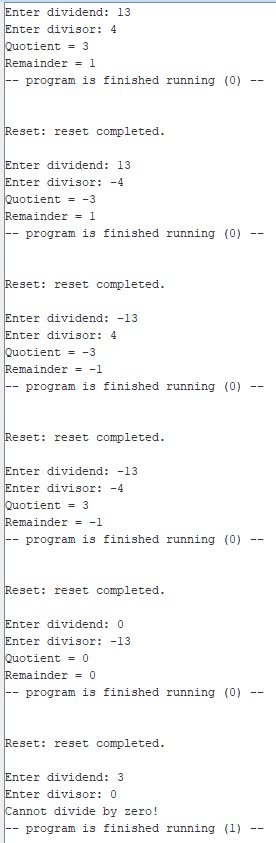 Enter dividend: 13
Enter divisor: 4
Quotient = 3
Remainder = 1
-- program is finished running (0) --
Reset: reset completed.
Enter dividend: 13
Enter divisor: -4
Quotient = -3
Remainder = 1
-- program is finished running (0) --
Reset: reset completed.
Enter dividend: -13
Enter divisor: 4
Quotient = -3
Remainder = -1
-- program is finished running (0) --
Reset: reset completed.
Enter dividend: -13
Enter divisor: -4
Quotient = 3
Remainder = -1
-- program is finished running (0) --
Reset: reset completed.
Enter dividend: 0
Enter divisor: -13
Quotient = 0
Remainder = 0
-- program is finished running (0) --
Reset: reset completed.
Enter dividend: 3
Enter divisor: 0
Cannot divide by zero!
-- program is finished running (1) --